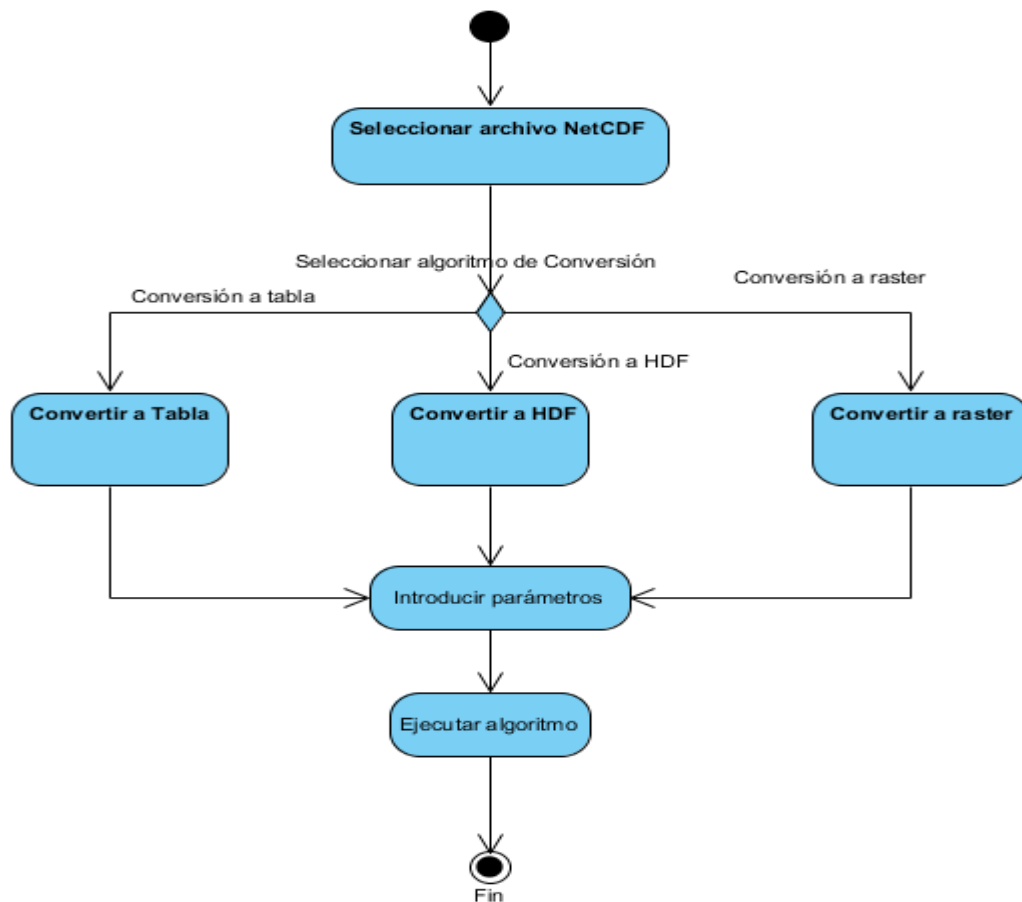 Seleccionar archivo NetCDF
Seleccionar algoritmo de Conversión
Conversión a raster
Conversión a tabla
Conversión a HDF
Convertir a Tabla
Convertir a HDF
Convertir a raster
Introducir parámetros
Ejecutar algoritmo
Fin